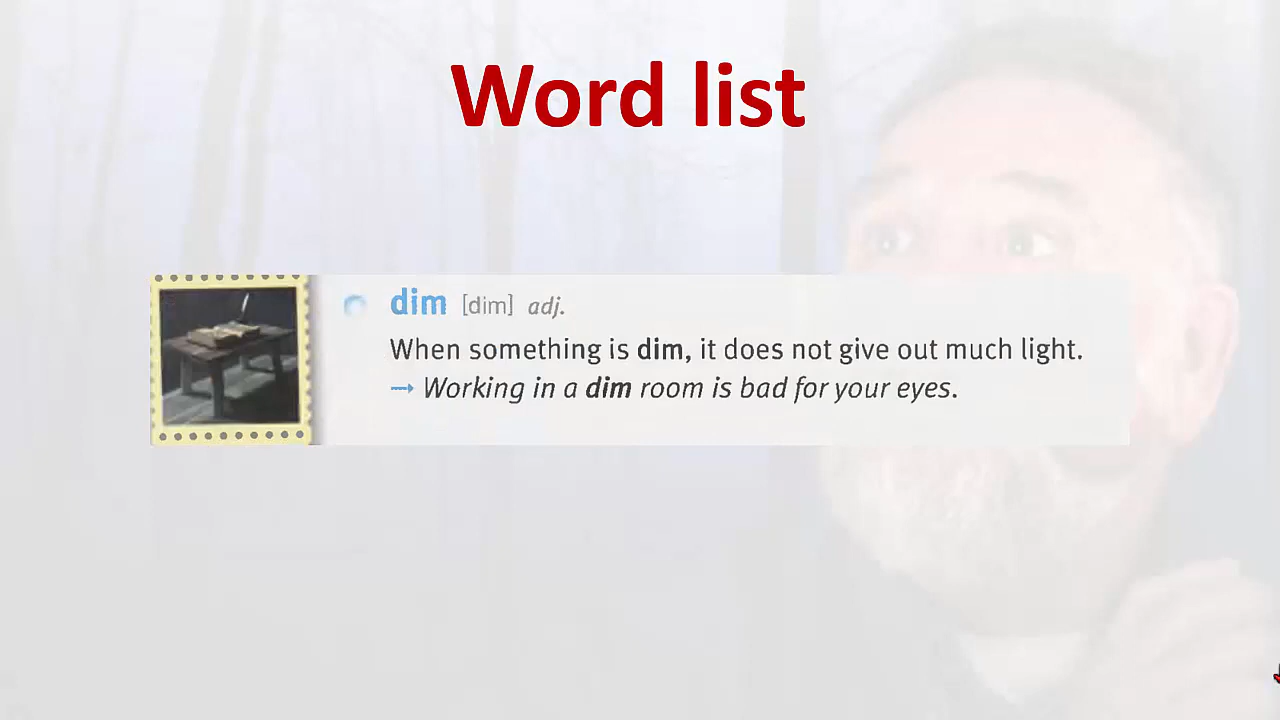 Word list
dim [dim] adj.
When something is dim, it does not give out much light.
→ Working in a dim room is bad for your eyes.